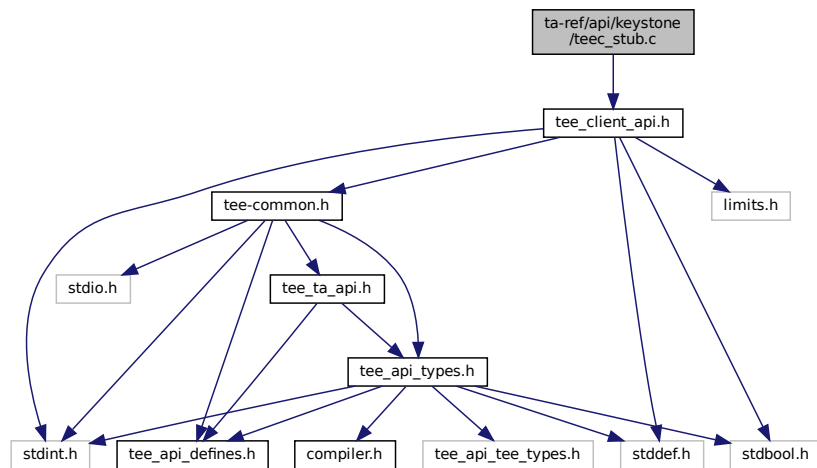 ta-ref/api/keystone
/teec_stub.c
tee_client_api.h
tee-common.h
limits.h
stdio.h
tee_ta_api.h
tee_api_types.h
stdint.h
tee_api_defines.h
compiler.h
tee_api_tee_types.h
stddef.h
stdbool.h